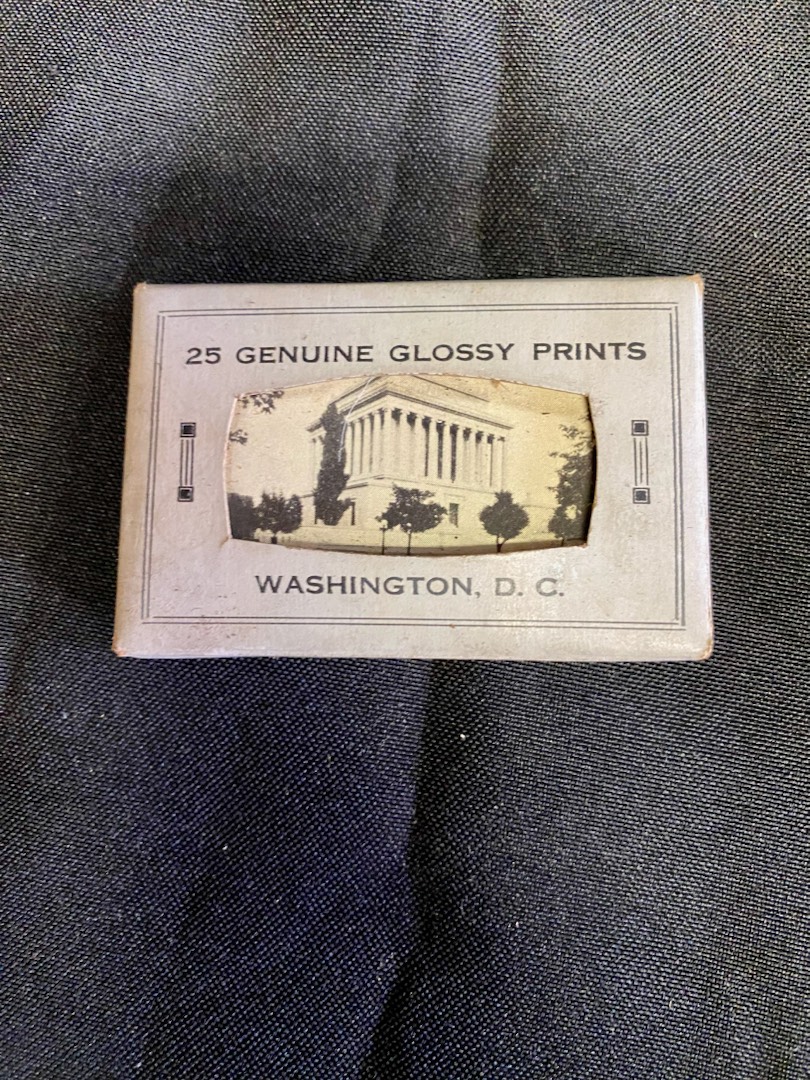 25 GENUINE GLOSSY PRINTS
WASHINGTON, D. C.